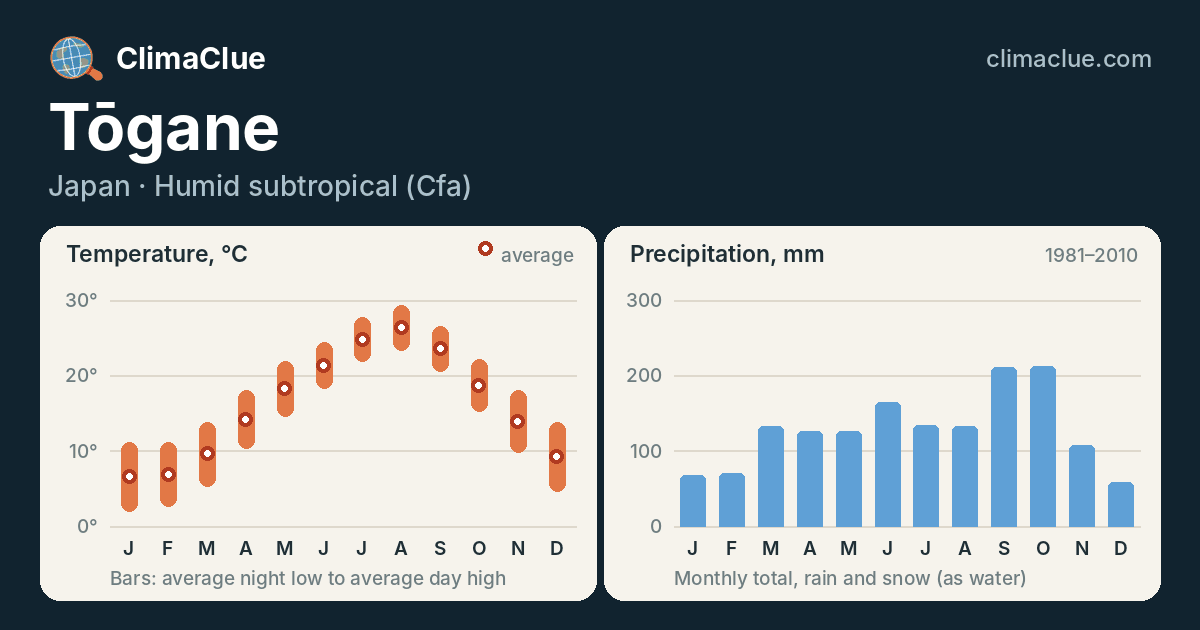 ClimaClue
climaclue.com
Tōgane
Japan · Humid subtropical (Cfa)
Temperature, °C
average
30°
20°
10°
0°
J F M A M J J A S O N D
Bars: average night low to average day high
Precipitation, mm
1981–2010
300
200
100
0
J F M A M J J A S O N D
Monthly total, rain and snow (as water)